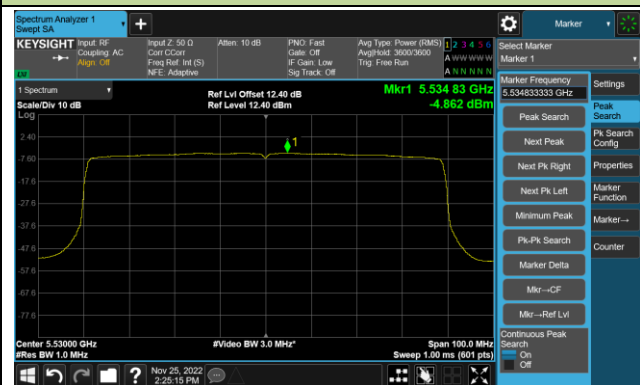 Spectrum Analyzer 1
Swept SA
+
Marker
KEYSIGHT
Input: RF
Coupling: AC
Align: Off
Input Z: 50 Ω
Corr CCorr
Freq Ref: Int (S)
NFE: Adaptive
Atten: 10 dB
PNO: Fast
Gate: Off
IF Gain: Low
Sig Track: Off
Avg Type: Power (RMS)
Avg|Hold: 3600/3600
Trig: Free Run
1 2 3 4 5 6
A W W W W W
A N N N N N
LXI
Select Marker
Marker 1
1 Spectrum
Scale/Div 10 dB
Log
Ref Lvl Offset 12.40 dB
Ref Level 12.40 dBm
Mkr1 5.534 83 GHz
-4.862 dBm
1
2.40
-7.60
-17.6
-27.6
-37.6
-47.6
-57.6
-67.6
-77.6
Center 5.53000 GHz
#Res BW 1.0 MHz
#Video BW 3.0 MHz*
Span 100.0 MHz
Sweep 1.00 ms (601 pts)
Marker Frequency
5.534833333 GHz
Peak Search
Next Peak
Next Pk Right
Next Pk Left
Minimum Peak
Pk-Pk Search
Marker Delta
Mkr→CF
Mkr→Ref Lvl
Continuous Peak
Search
On
Off
Settings
Peak
Search
Pk Search
Config
Properties
Marker
Function
Marker→
Counter
?
Nov 25, 2022
2:25:15 PM